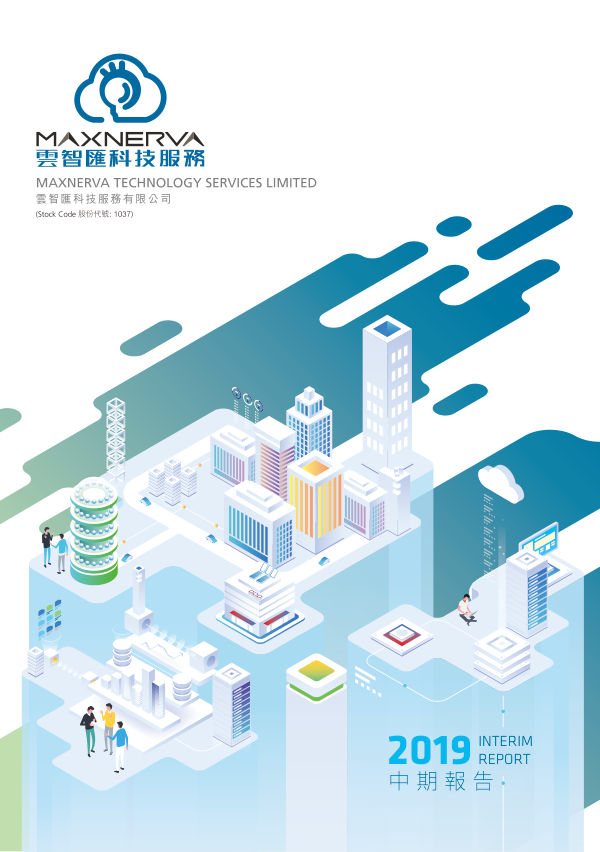 MAXNERVA
雲智匯科技服務
MAXNERVA TECHNOLOGY SERVICES LIMITED
雲智匯科技服務有限公司
(Stock Code 股份代號: 1037)
2019 INTERIM
REPORT
中期報告